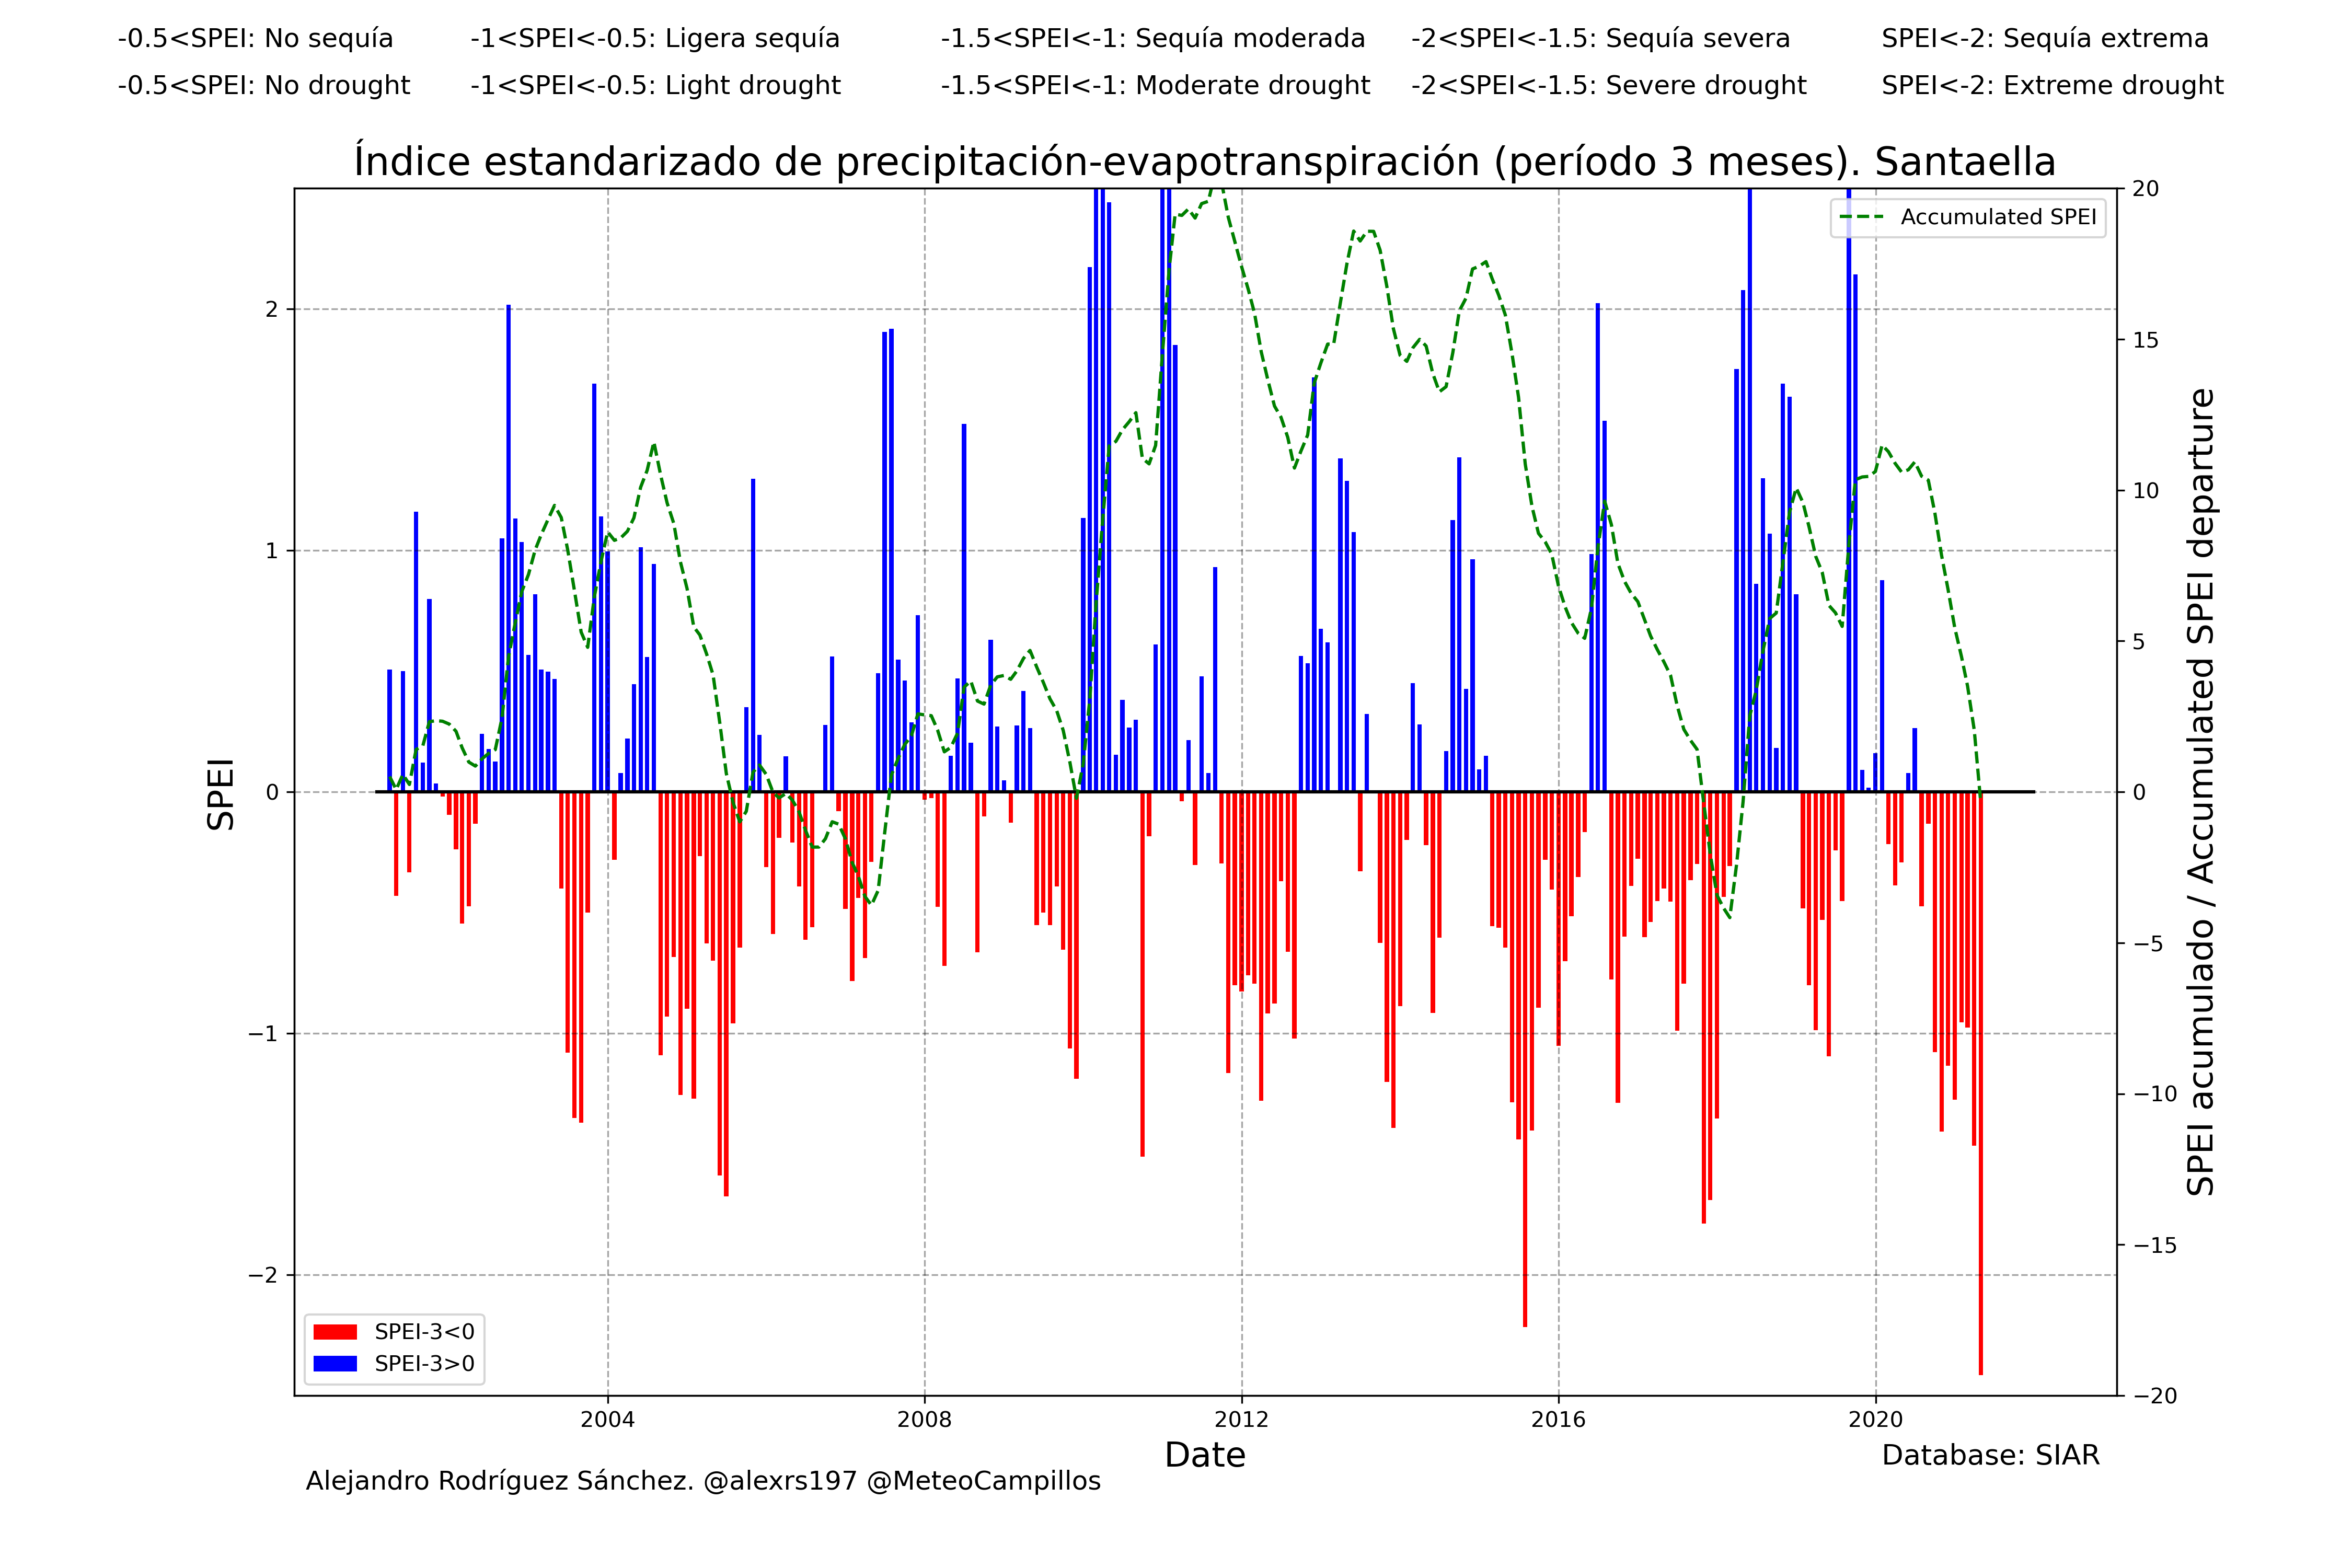 -0.5<SPEI: No sequía -1<SPEI<-0.5: Ligera sequía -1.5<SPEI<-1: Sequía moderada -2<SPEI<-1.5: Sequía severa SPEI<-2: Sequía extrema
-0.5<SPEI: No drought -1<SPEI<-0.5: Light drought -1.5<SPEI<-1: Moderate drought -2<SPEI<-1.5: Severe drought SPEI<-2: Extreme drought
Índice estandarizado de precipitación-evapotranspiración (período 3 meses). Santaella
Accumulated SPEI
SPEI
2
1
0
−1
−2
20
15
10
5
0
−5
−10
−15
−20
SPEI acumulado / Accumulated SPEI departure
SPEI-3<0
SPEI-3>0
2004 2008 2012 2016 2020
Date
Database: SIAR
Alejandro Rodríguez Sánchez. @alexrs197 @MeteoCampillos